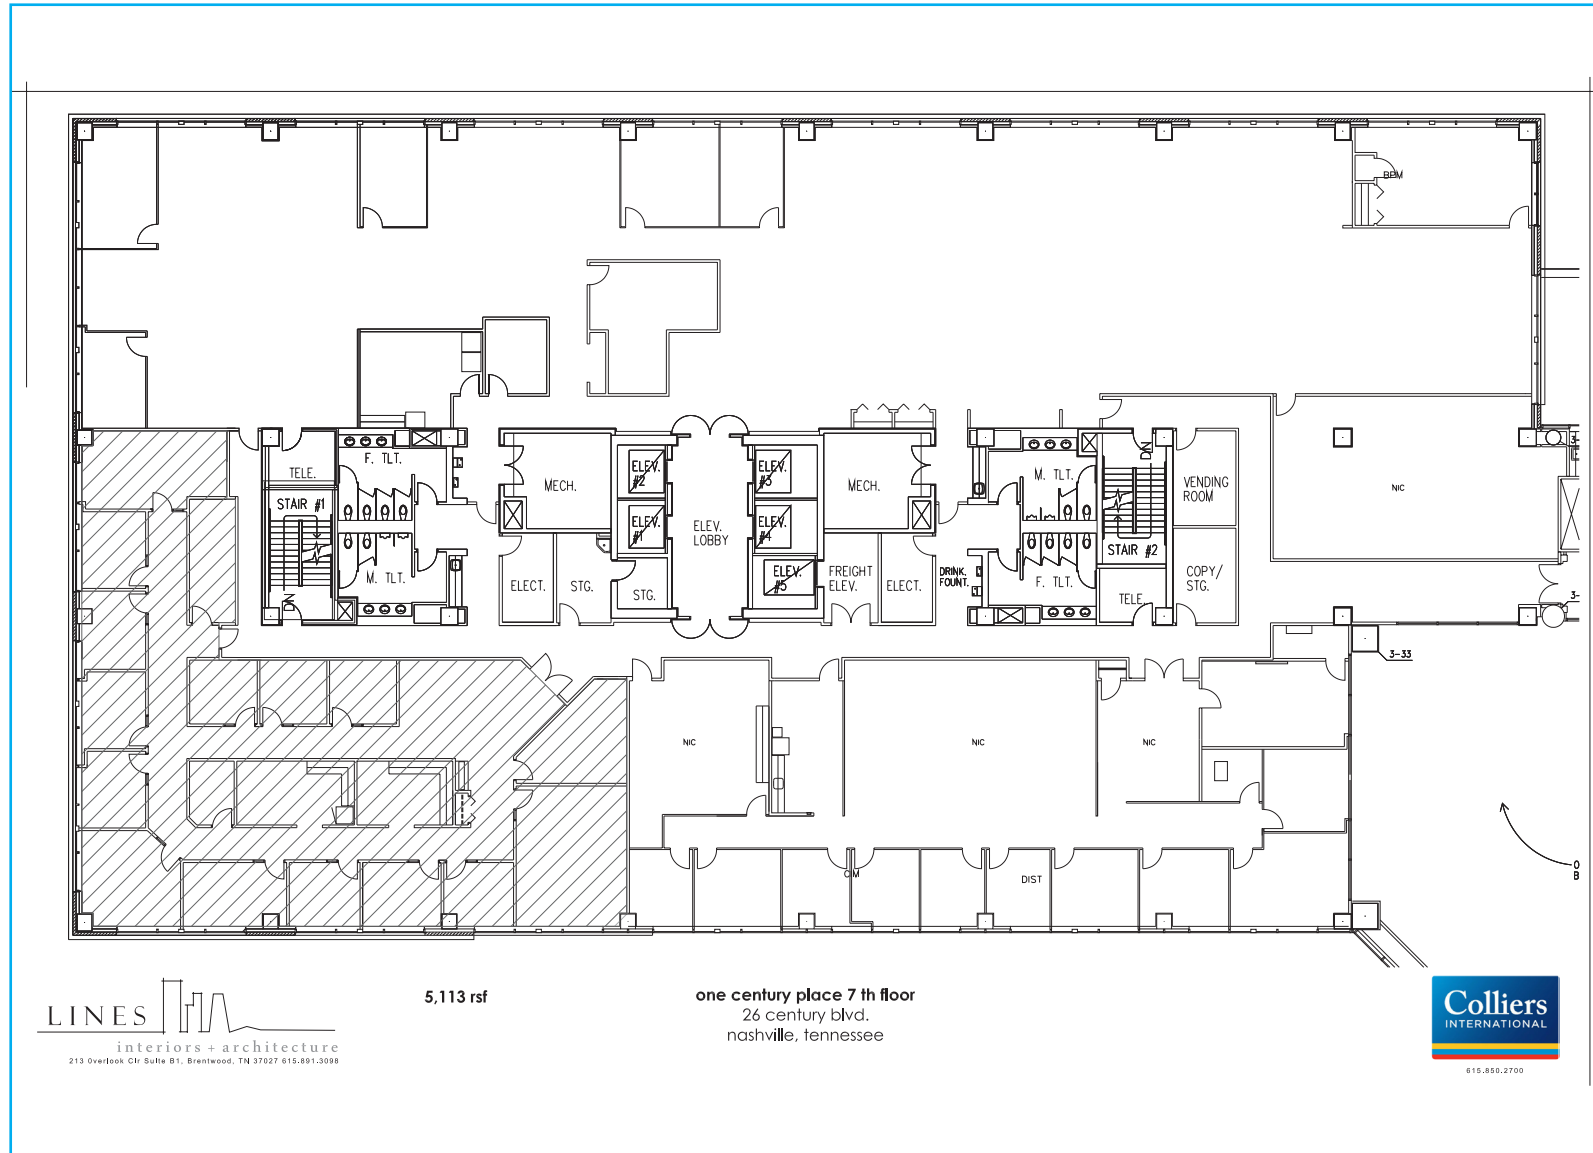 BPM
F. TLT.
TELE.
STAIR #1
M. TLT.
DN
MECH.
ELEV.
#2
ELEV.
#1
ELEV.
LOBBY
ELEV.
#3
ELEV.
#4
ELEV.
#5
MECH.
M. TLT.
DN
VENDING
ROOM
NIC
3-
STAIR #2
ELECT.
STG.
STG.
FREIGHT
ELEV.
ELECT.
DRINK.
FOUNT.
F. TLT.
TELE.
COPY/
STG.
3-
3-33
NIC
NIC
NIC
CIM
DIST
O
B
5,113 rsf
one century place 7 th floor
26 century blvd.
nashville, tennessee
LINES
interiors + architecture
213 Overlook Cir Suite B1, Brentwood, TN 37027 615.891.3098
Colliers
INTERNATIONAL
615.850.2700